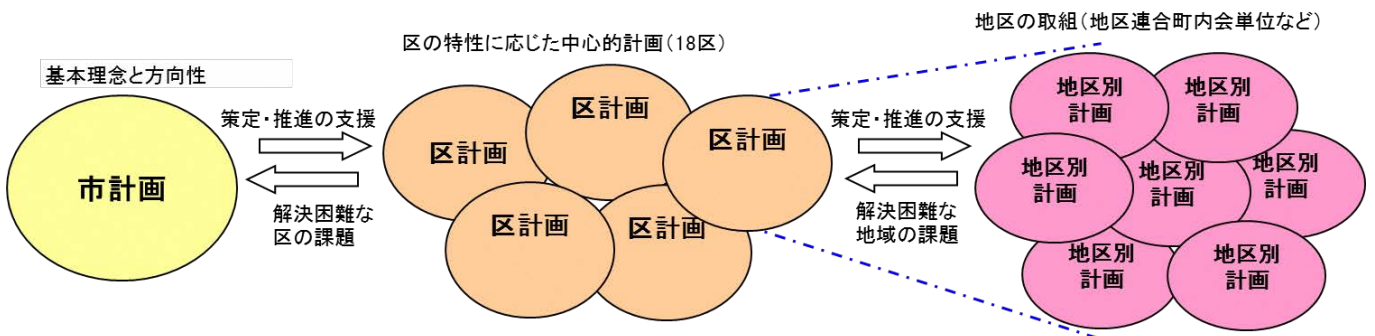 基本理念と方向性
市計画
策定・推進の支援
解決困難な
区の課題
区の特性に応じた中心的計画（18区）
区計画
区計画
区計画
区計画
区計画
策定・推進の支援
解決困難な
地域の課題
地区の取組（地区連合町内会単位など）
地区別
計画
地区別
計画
地区別
計画
地区別
計画
地区別
計画
地区別
計画
地区別
計画